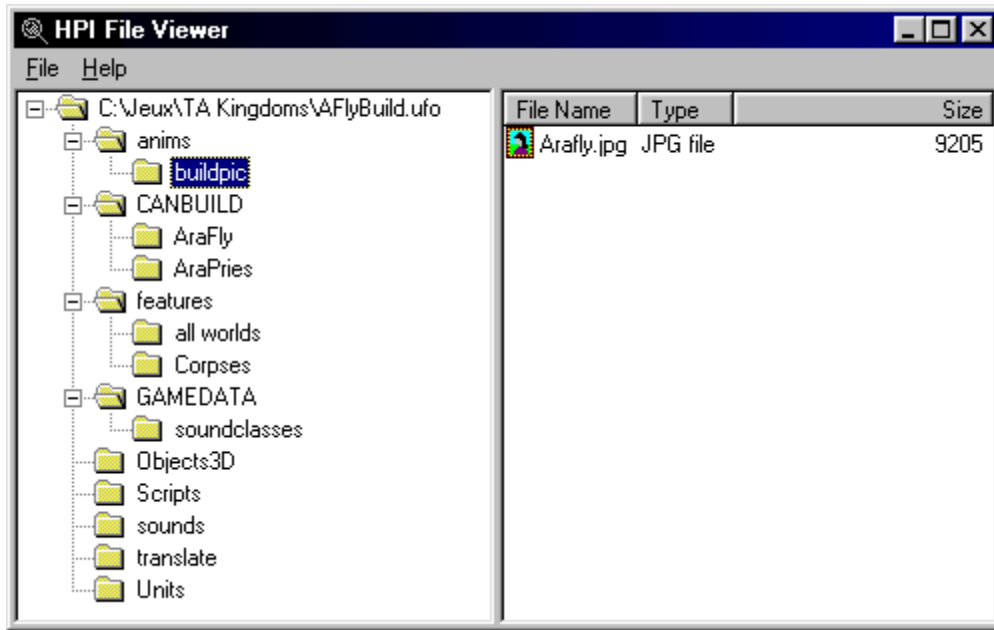 HPI File Viewer
File Help
C:\Jeux\TA Kingdoms\AFlyBuild.ufo
anims
buildpic
CANBUILD
AraFly
AraPries
features
all worlds
Corpses
GAMEDATA
soundclasses
Objects3D
Scripts
sounds
translate
Units
File Name Type Size
Arafly.jpg JPG file 9205